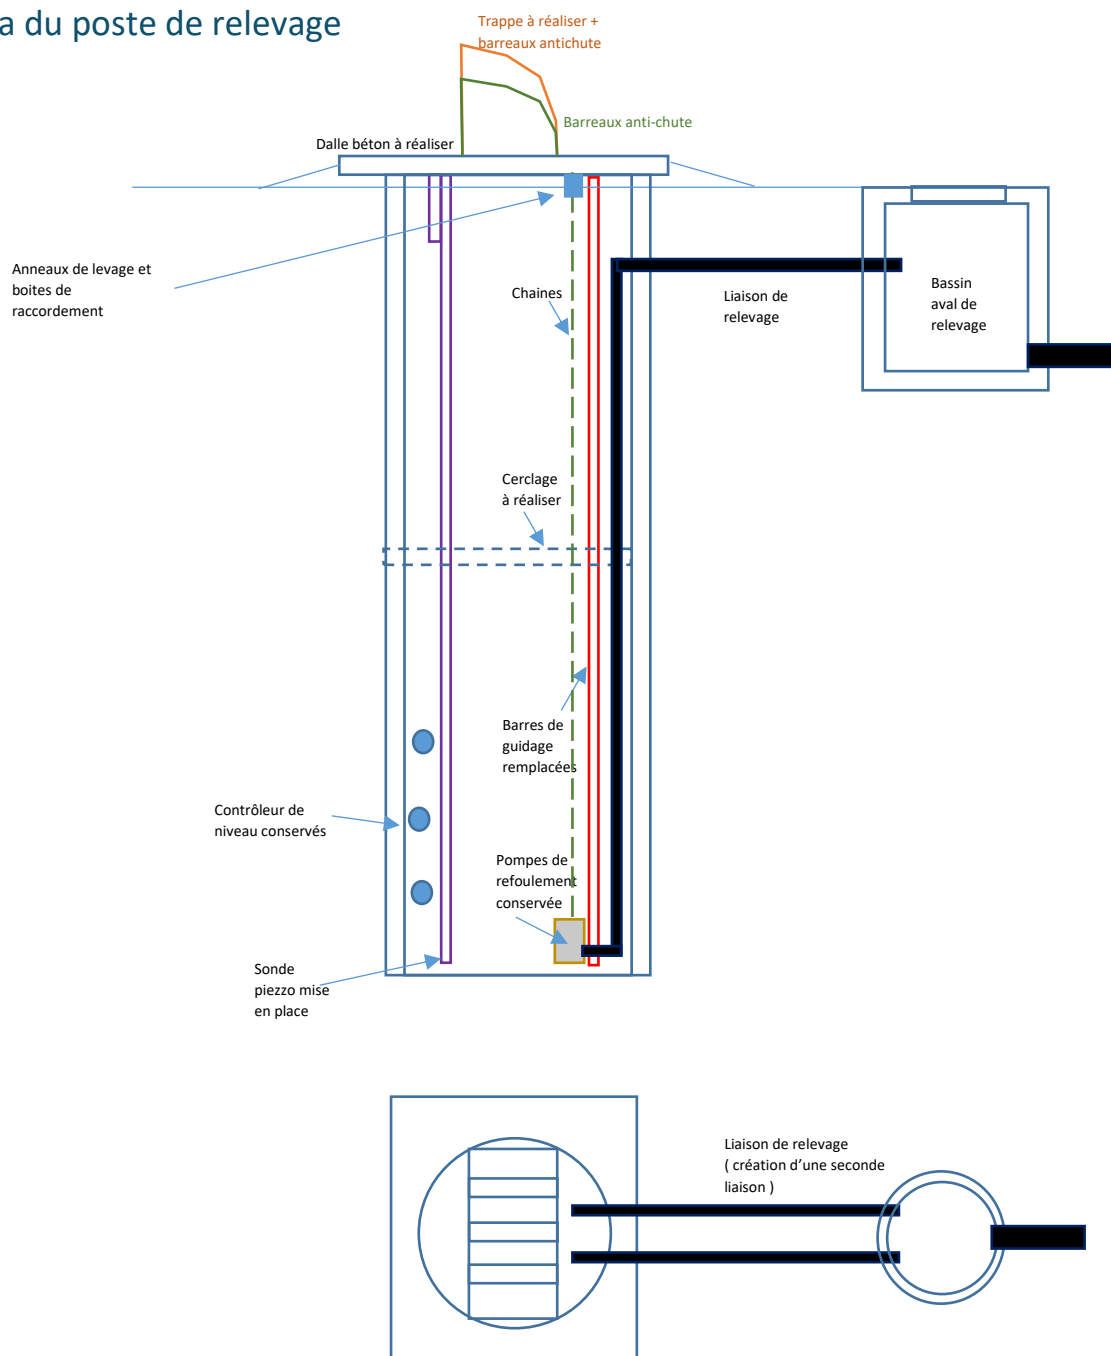 a du poste de relevage
Trappe à réaliser +
barreaux antichute
Barreaux anti-chute
Dalle béton à réaliser
Anneaux de levage et
boites de
raccordement
Chaines
Liaison de
relevage
Bassin
aval de
relevage
Cerclage
à réaliser
Barres de
guidage
remplacées
Contrôleur de
niveau conservés
Pompes de
refoulement
conservée
Sonde
piezzo mise
en place
Liaison de relevage
( création d’une seconde
liaison )